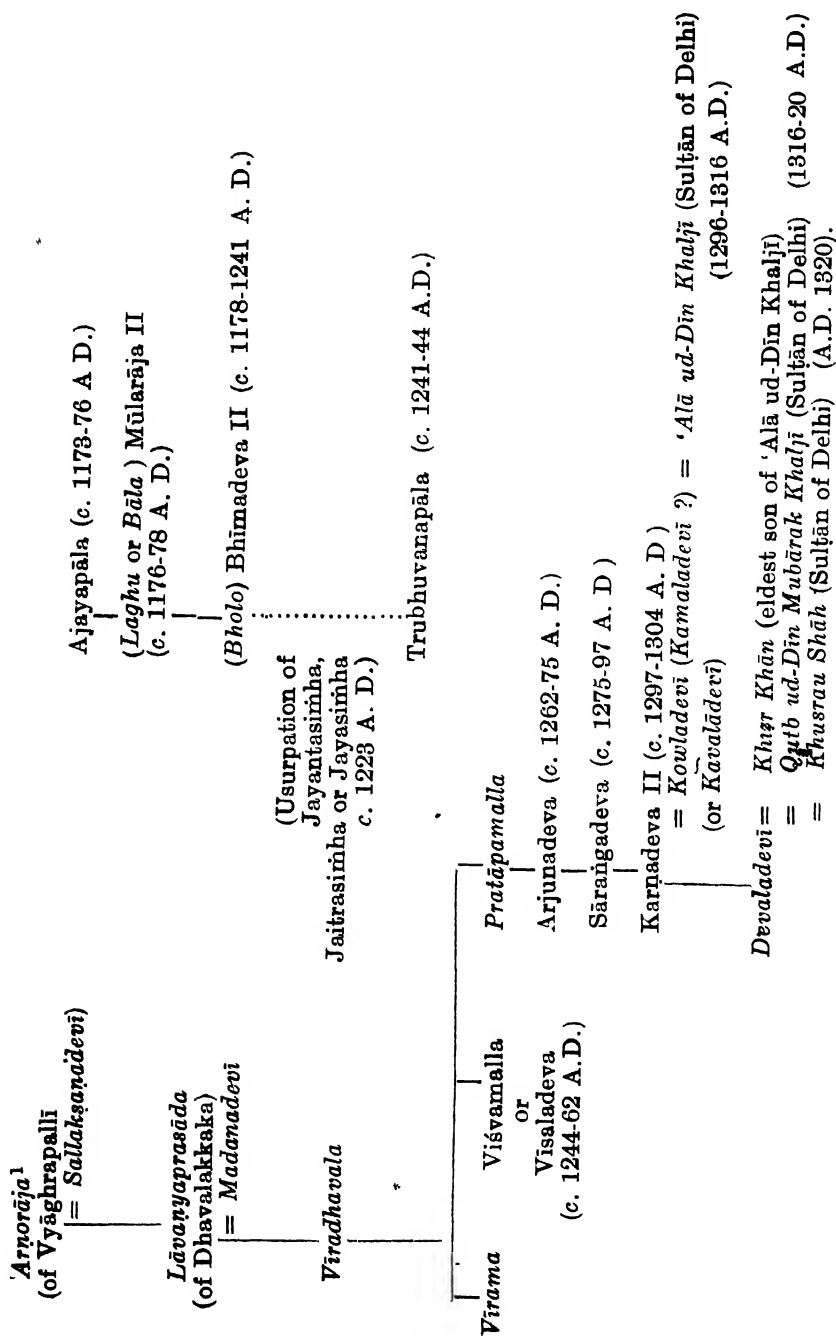 'Arṇorāja¹
(of Vyāghrapallī
= Sallakṣaṇadevī)
Lāvaṇyaprasāda
(of Dhavalakkaka)
= Madanadevī
Vīradhavala
Vīrama
Viśvamalla
or
Visaladeva
(c. 1244-62 A.D.)
Pratāpamalla
Arjunadeva (c. 1262-75 A. D.)
Sāraṅgadeva (c. 1275-97 A. D )
Karṇadeva II (c. 1297-1304 A. D )
= Kowladevī (Kamaladevī ?) = 'Alā ud-Dīn Khaljī (Sulṭān of Delhi)
(or Kavalādevī) (1296-1316 A.D.)
Devaladevī = Khiẓr Khān (eldest son of 'Alā ud-Dīn Khaljī)
= Quṭb ud-Dīn Mubārak Khaljī (Sulṭān of Delhi) (1316-20 A.D.)
= Khusrau Shāh (Sulṭān of Delhi) (A.D. 1320).
Ajayapāla (c. 1173-76 A D.)
(Laghu or Bāla ) Mūlarāja II
(c. 1176-78 A. D.)
(Bholo) Bhīmadeva II (c. 1178-1241 A. D.)
(Usurpation of
Jayantasiṁha,
Jaitrasiṁha or Jayasiṁha
c. 1223 A. D.)
Trubhuvanapāla (c. 1241-44 A.D.)